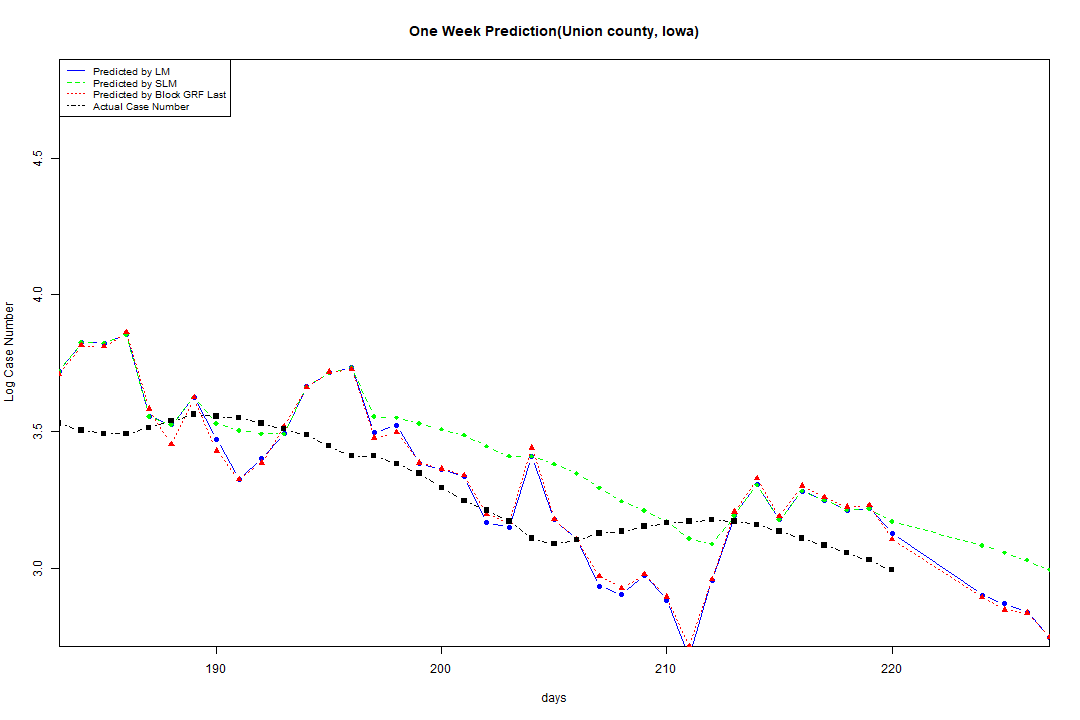 One Week Prediction(Union county, Iowa)
Predicted by LM
Predicted by SLM
Predicted by Block GRF Last
Actual Case Number
4.5
4.0
3.5
3.0
Log Case Number
190
200
210
220
days